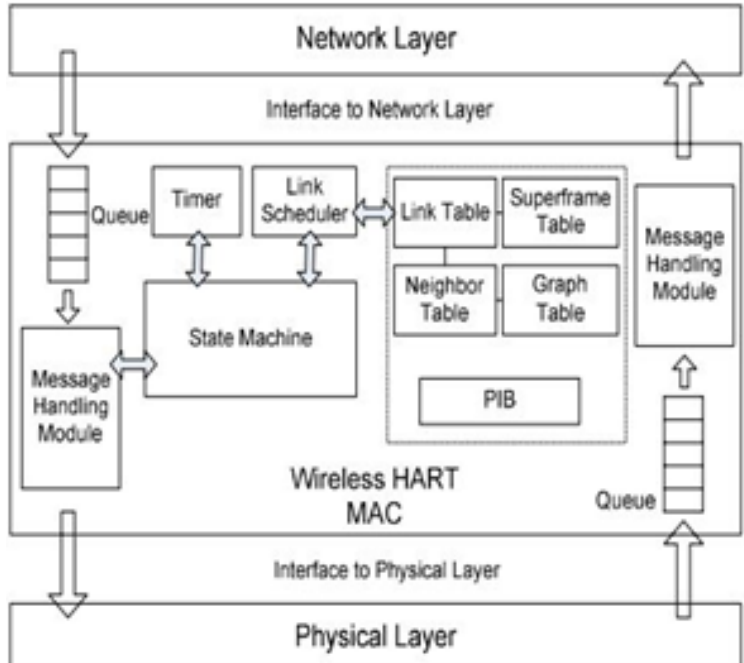 Network Layer
Interface to Network Layer
Queue
Timer
Link
Scheduler
Link Table
Superframe
Table
Neighbor
Table
Graph
Table
Message
Handling
Module
State Machine
Message
Handling
Module
PIB
Wireless HART
MAC
Queue
Interface to Physical Layer
Physical Layer